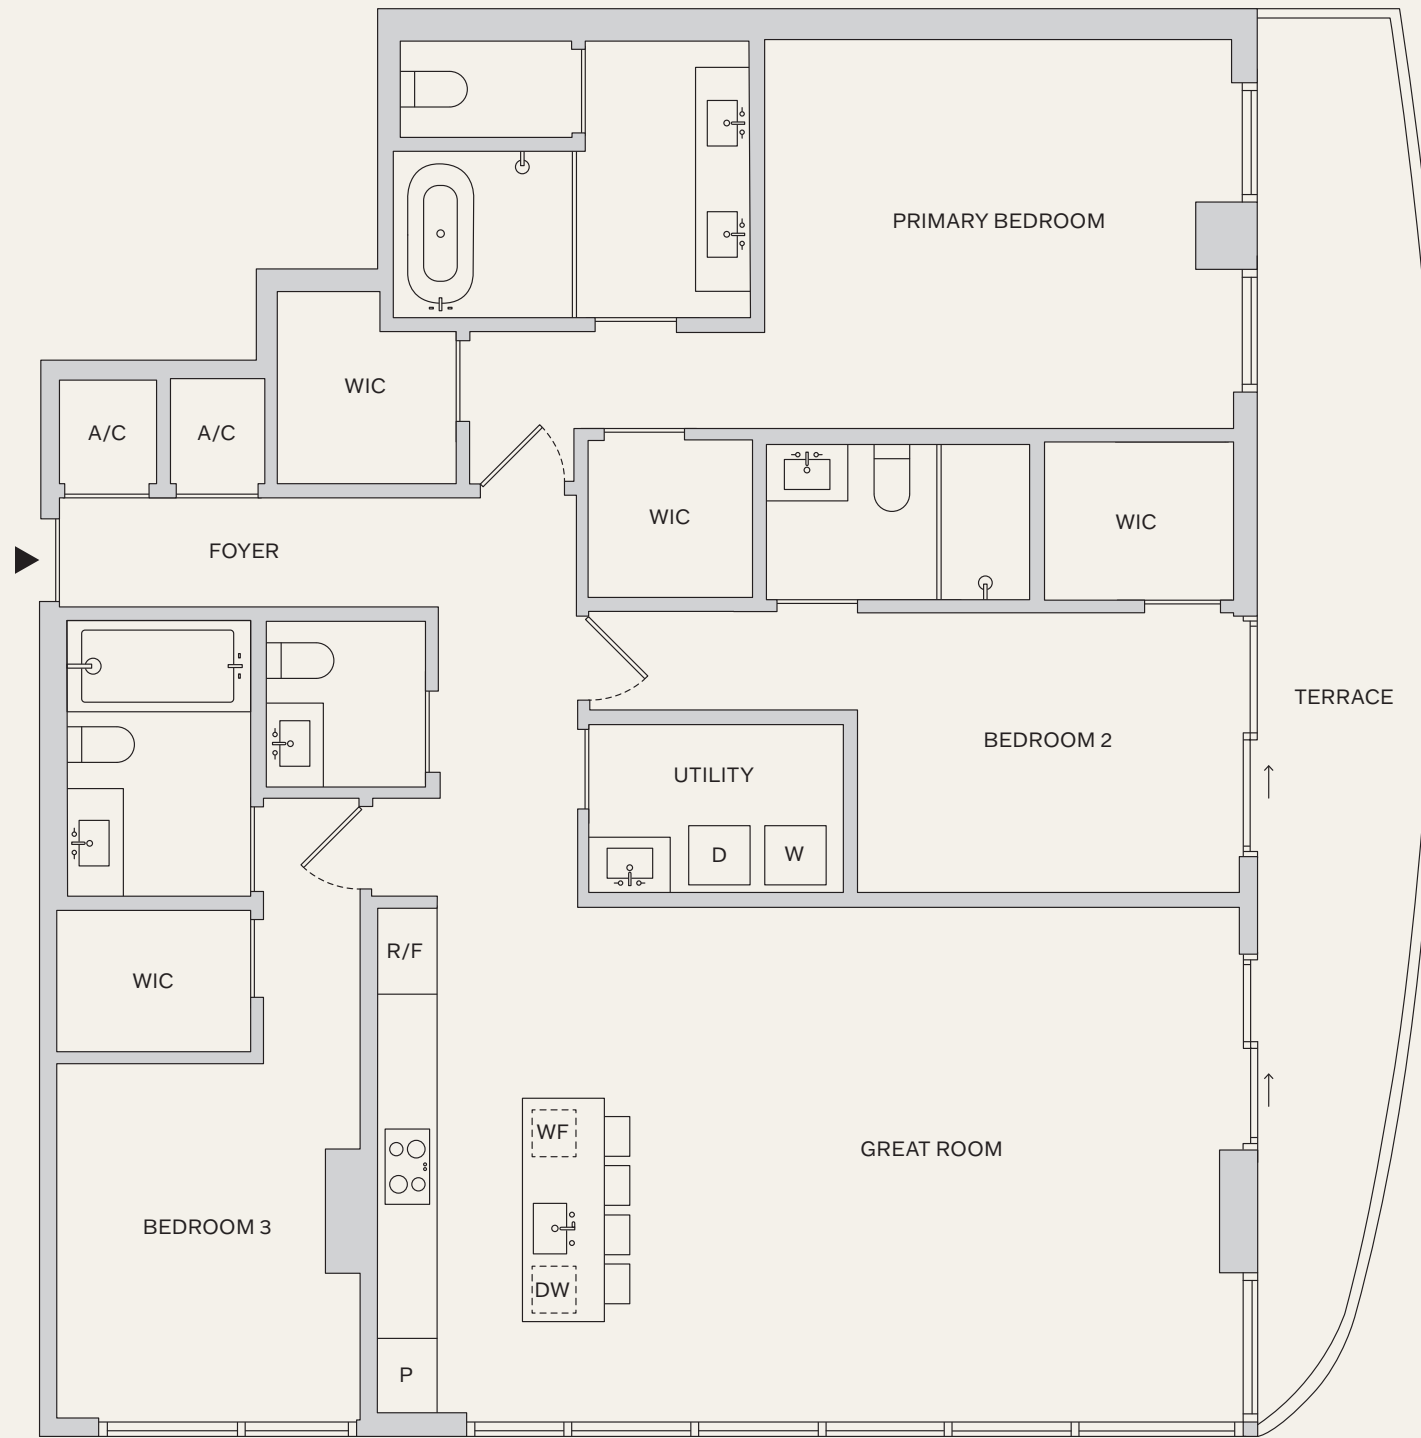 PRIMARY BEDROOM
WIC
A/C
A/C
WIC
WIC
FOYER
TERRACE
BEDROOM 2
UTILITY
D
W
R/F
WIC
WF
GREAT ROOM
BEDROOM 3
DW
P